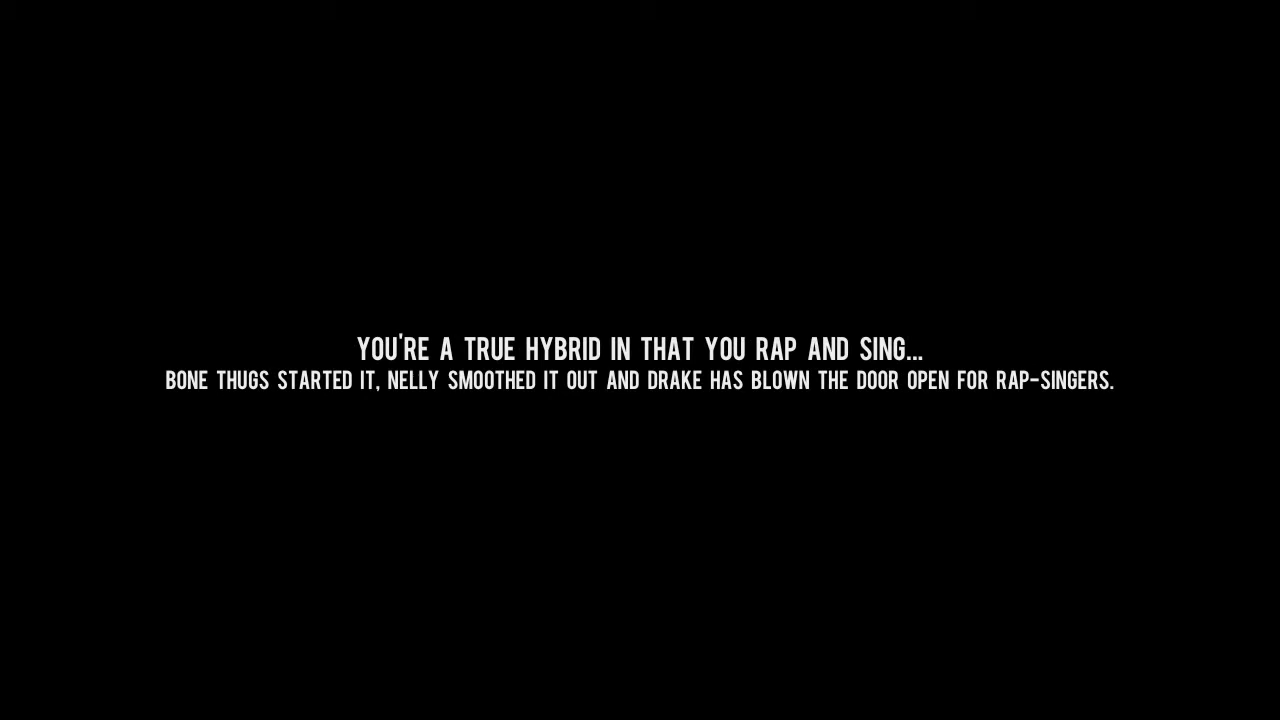 YOU'RE A TRUE HYBRID IN THAT YOU RAP AND SING...
BONE THUGS STARTED IT, NELLY SMOOTHED IT OUT AND DRAKE HAS BLOWN THE DOOR OPEN FOR RAP-SINGERS.